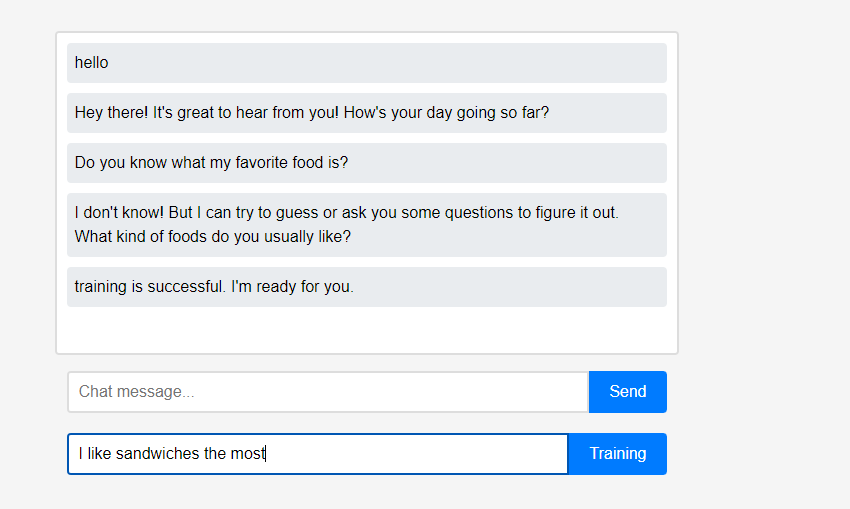 hello
Hey there! It's great to hear from you! How's your day going so far?
Do you know what my favorite food is?
I don't know! But I can try to guess or ask you some questions to figure it out.
What kind of foods do you usually like?
training is successful. I'm ready for you.
Chat message...
Send
I like sandwiches the most
Training